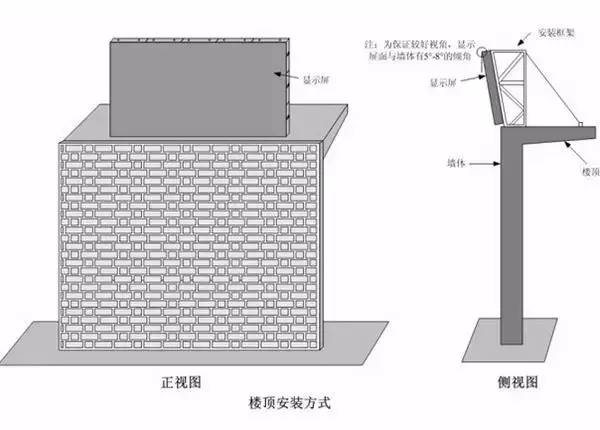 显示屏
正视图
注：为保证较好视角，显示
屏面与墙体有5°-8°的倾角
安装框架
显示屏
墙体
楼顶
侧视图
楼顶安装方式